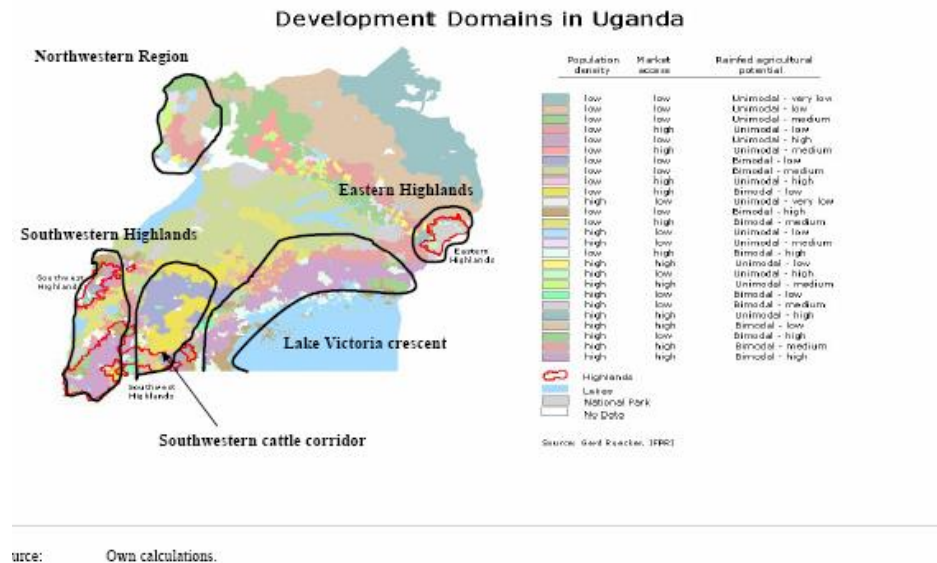 Development Domains in Uganda
Northwestern Region
Eastern Highlands
Southwestern Highlands
Southwest Highland
Eastern Highlands
Lake Victoria crescent
Southwest Highlands
Southwestern cattle corridor
Population density Market access Rainfed agricultural potential
low low Unimodal - very low
low low Unimodal - low
low low Unimodal - medium
low high Unimodal - low
low low Unimodal - high
low high Unimodal - medium
low low Bimodal - low
low low Bimodal - medium
low high Unimodal - high
low high Bimodal - low
high low Unimodal - very low
low low Bimodal - high
low high Bimodal - medium
high low Unimodal - low
high low Unimodal - medium
low high Bimodal - high
high high Unimodal - low
high low Unimodal - high
high high Unimodal - medium
high low Bimodal - low
high low Bimodal - medium
high high Unimodal - high
high high Bimodal - low
high low Bimodal - high
high high Bimodal - medium
high high Bimodal - high
Highlands
Lakes
National Park
No Data
Source: Gerd Ruecker, IFPRI
urce: Own calculations.